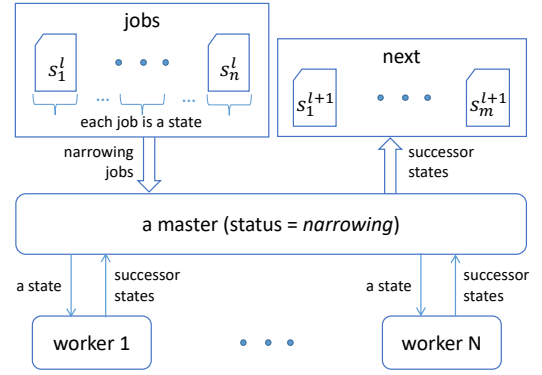 jobs
s_1^l • • • s_n^l
... ...
each job is a state
next
s_1^{l+1} • • • s_m^{l+1}
narrowing
jobs
successor
states
a master (status = narrowing)
a state
successor
states
a state
successor
states
worker 1
• • •
worker N